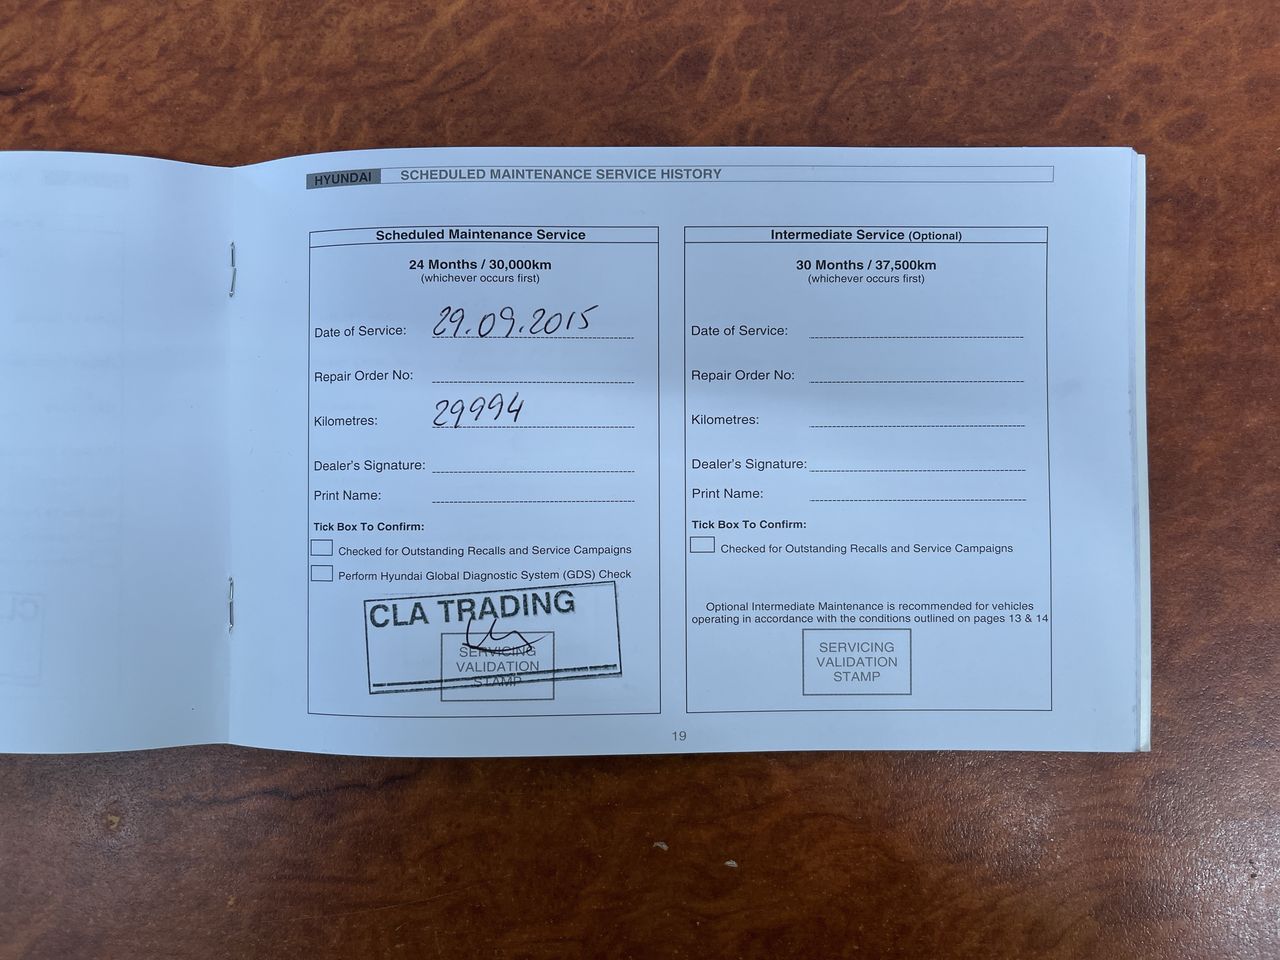 HYUNDAI SCHEDULED MAINTENANCE SERVICE HISTORY
Scheduled Maintenance Service
24 Months / 30,000km
(whichever occurs first)
Date of Service: 29.09.2015
Repair Order No:
Kilometres: 29994
Dealer's Signature:
Print Name:
Tick Box To Confirm:
Checked for Outstanding Recalls and Service Campaigns
Perform Hyundai Global Diagnostic System (GDS) Check
CLA TRADING
SERVICING
VALIDATION
STAMP
Intermediate Service (Optional)
30 Months / 37,500km
(whichever occurs first)
Date of Service:
Repair Order No:
Kilometres:
Dealer's Signature:
Print Name:
Tick Box To Confirm:
Checked for Outstanding Recalls and Service Campaigns
Optional Intermediate Maintenance is recommended for vehicles
operating in accordance with the conditions outlined on pages 13 & 14
SERVICING
VALIDATION
STAMP
19